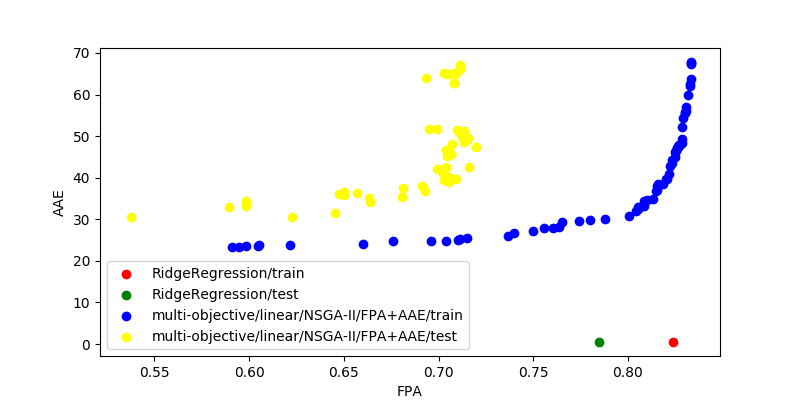 70
60
50
40
30
20
10
0
AAE
RidgeRegression/train
RidgeRegression/test
multi-objective/linear/NSGA-II/FPA+AAE/train
multi-objective/linear/NSGA-II/FPA+AAE/test
0.55 0.60 0.65 0.70 0.75 0.80
FPA